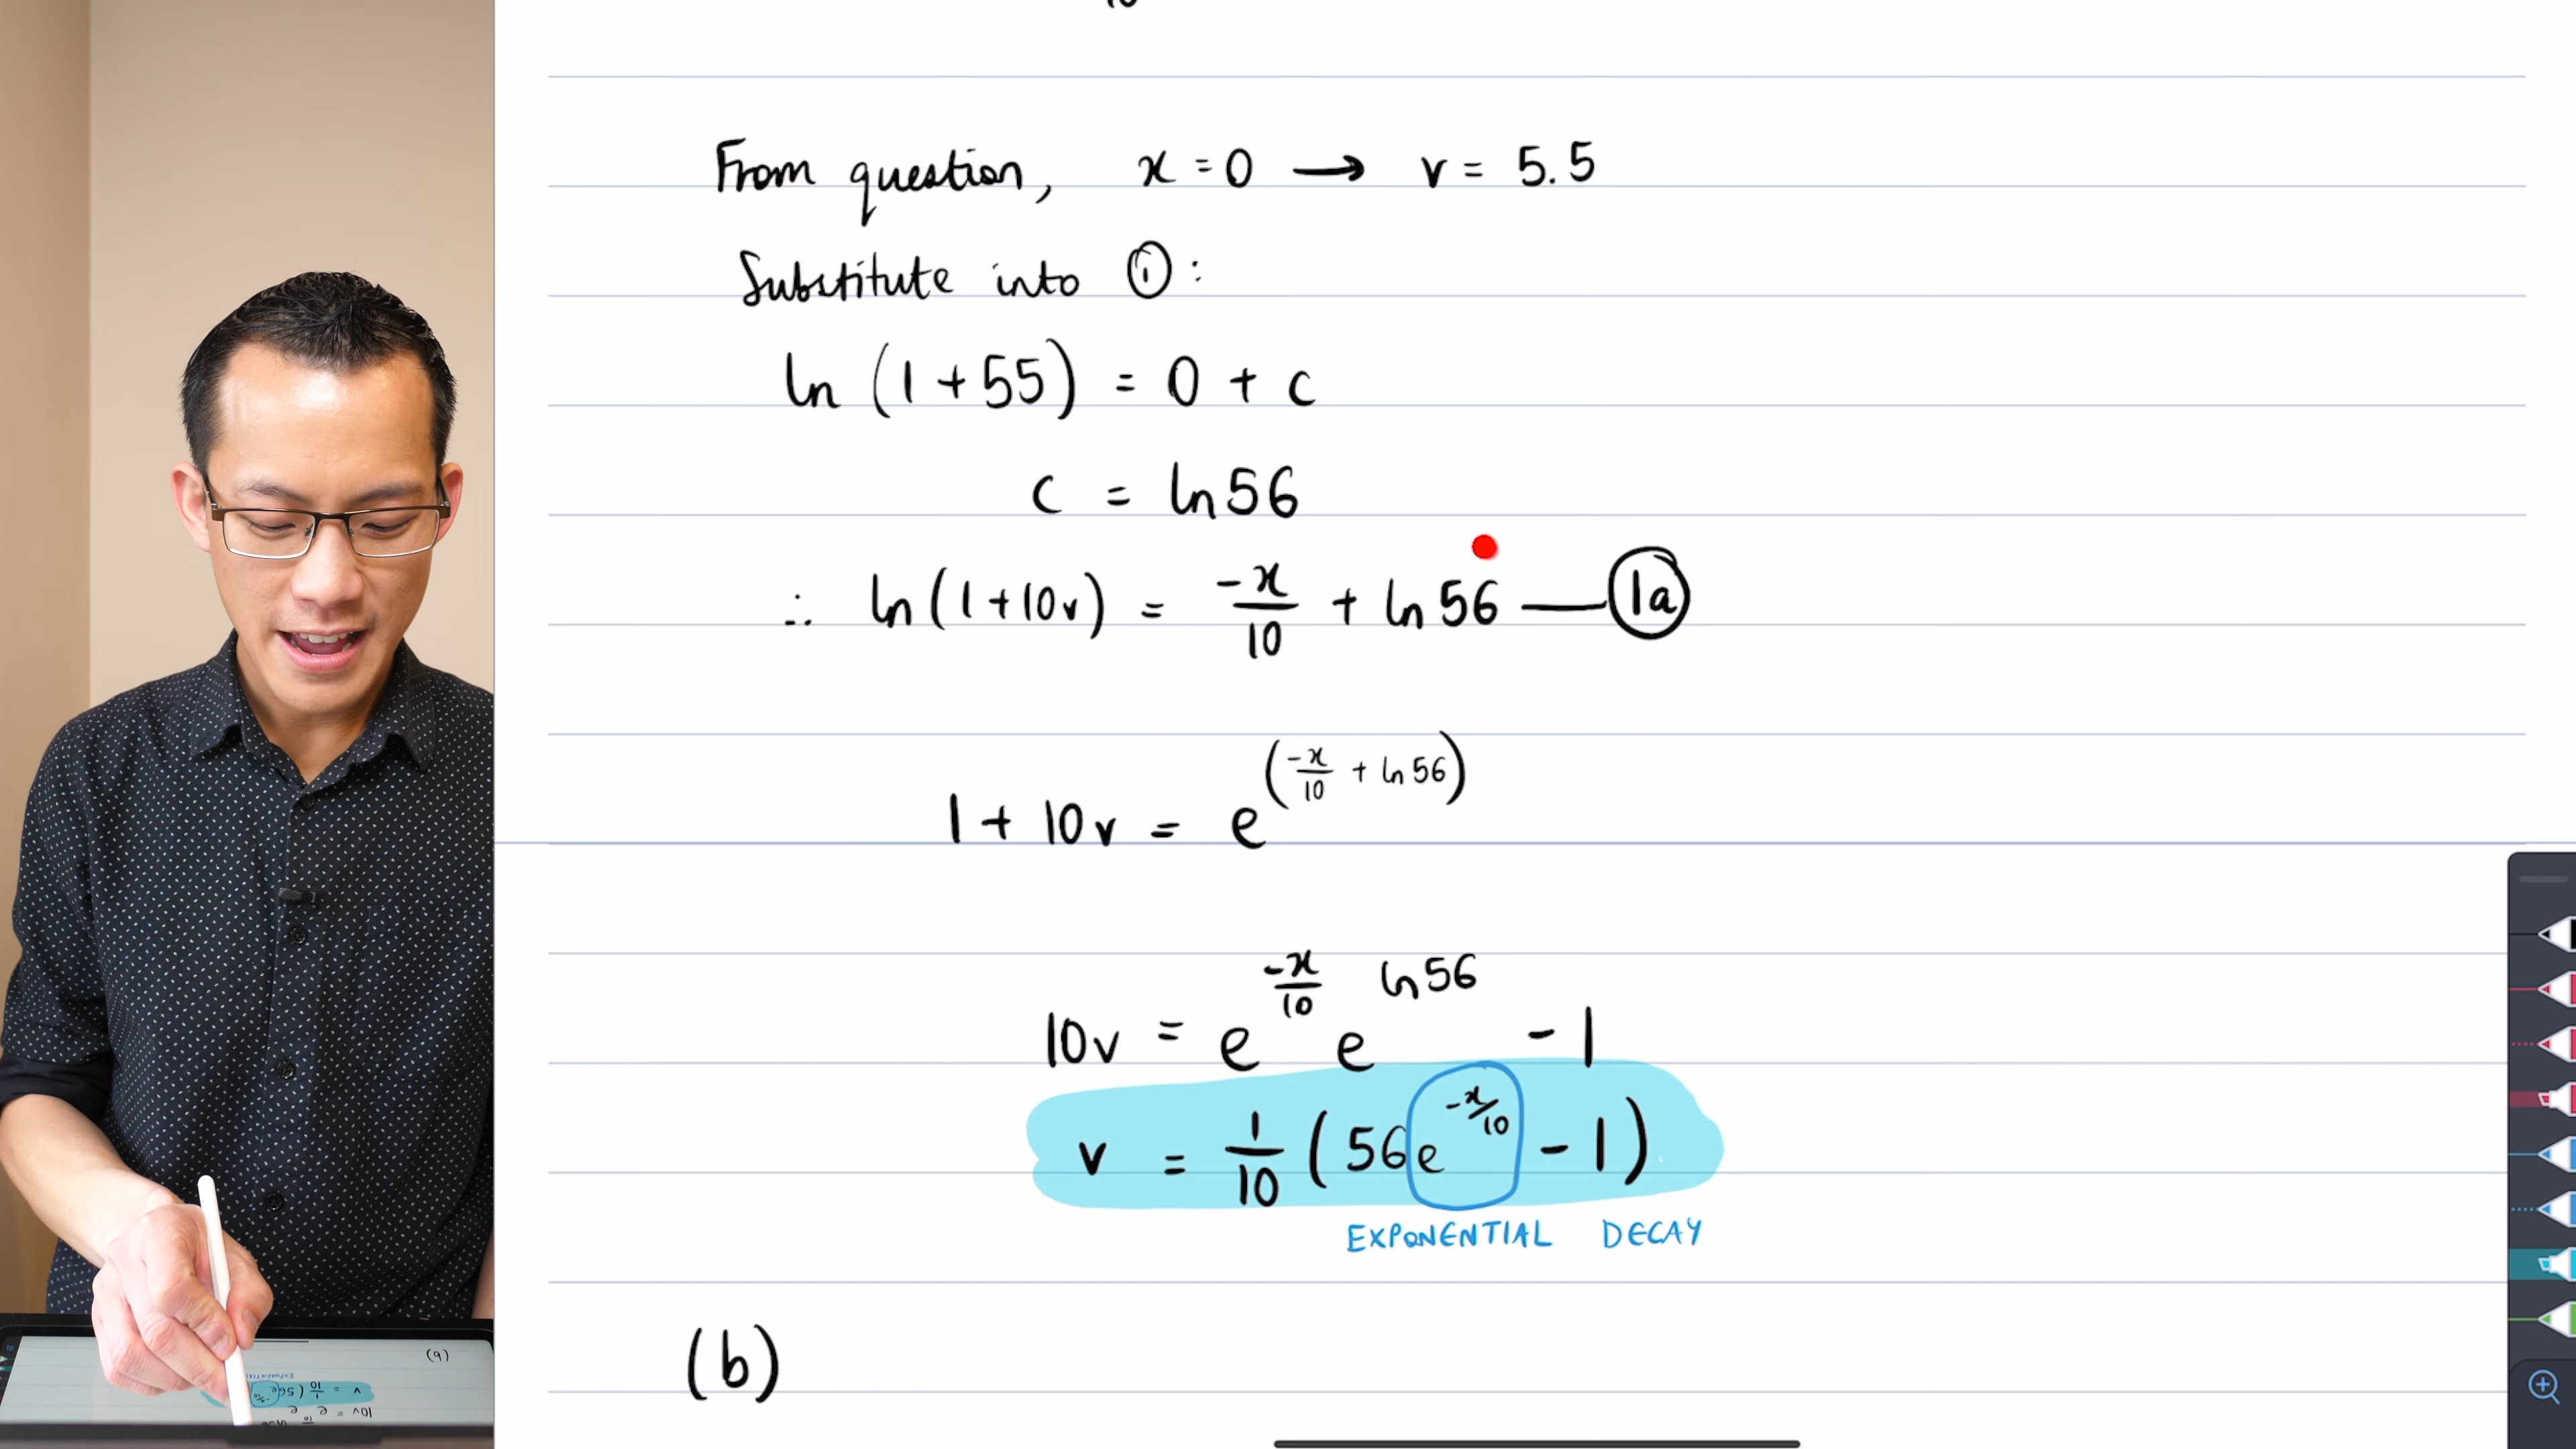 10
From question, x = 0 → v = 5.5
Substitute into ①:
ln (1 + 55) = 0 + c
c = ln 56
∴ ln (1 + 10v) = -x/10 + ln 56 — (1a)
1 + 10v = e^(-x/10 + ln 56)
10v = e^(-x/10) e^(ln 56) - 1
v = 1/10 (56e^(-x/10) - 1)
EXPONENTIAL DECAY
(b)